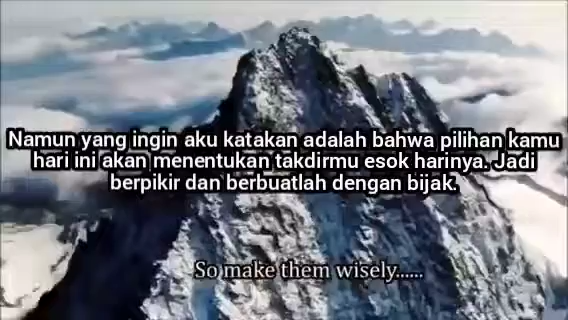 Namun yang ingin aku katakan adalah bahwa pilihan kamu
hari ini akan menentukan takdirmu esok harinya. Jadi
berpikir dan berbuatlah dengan bijak.
So make them wisely......